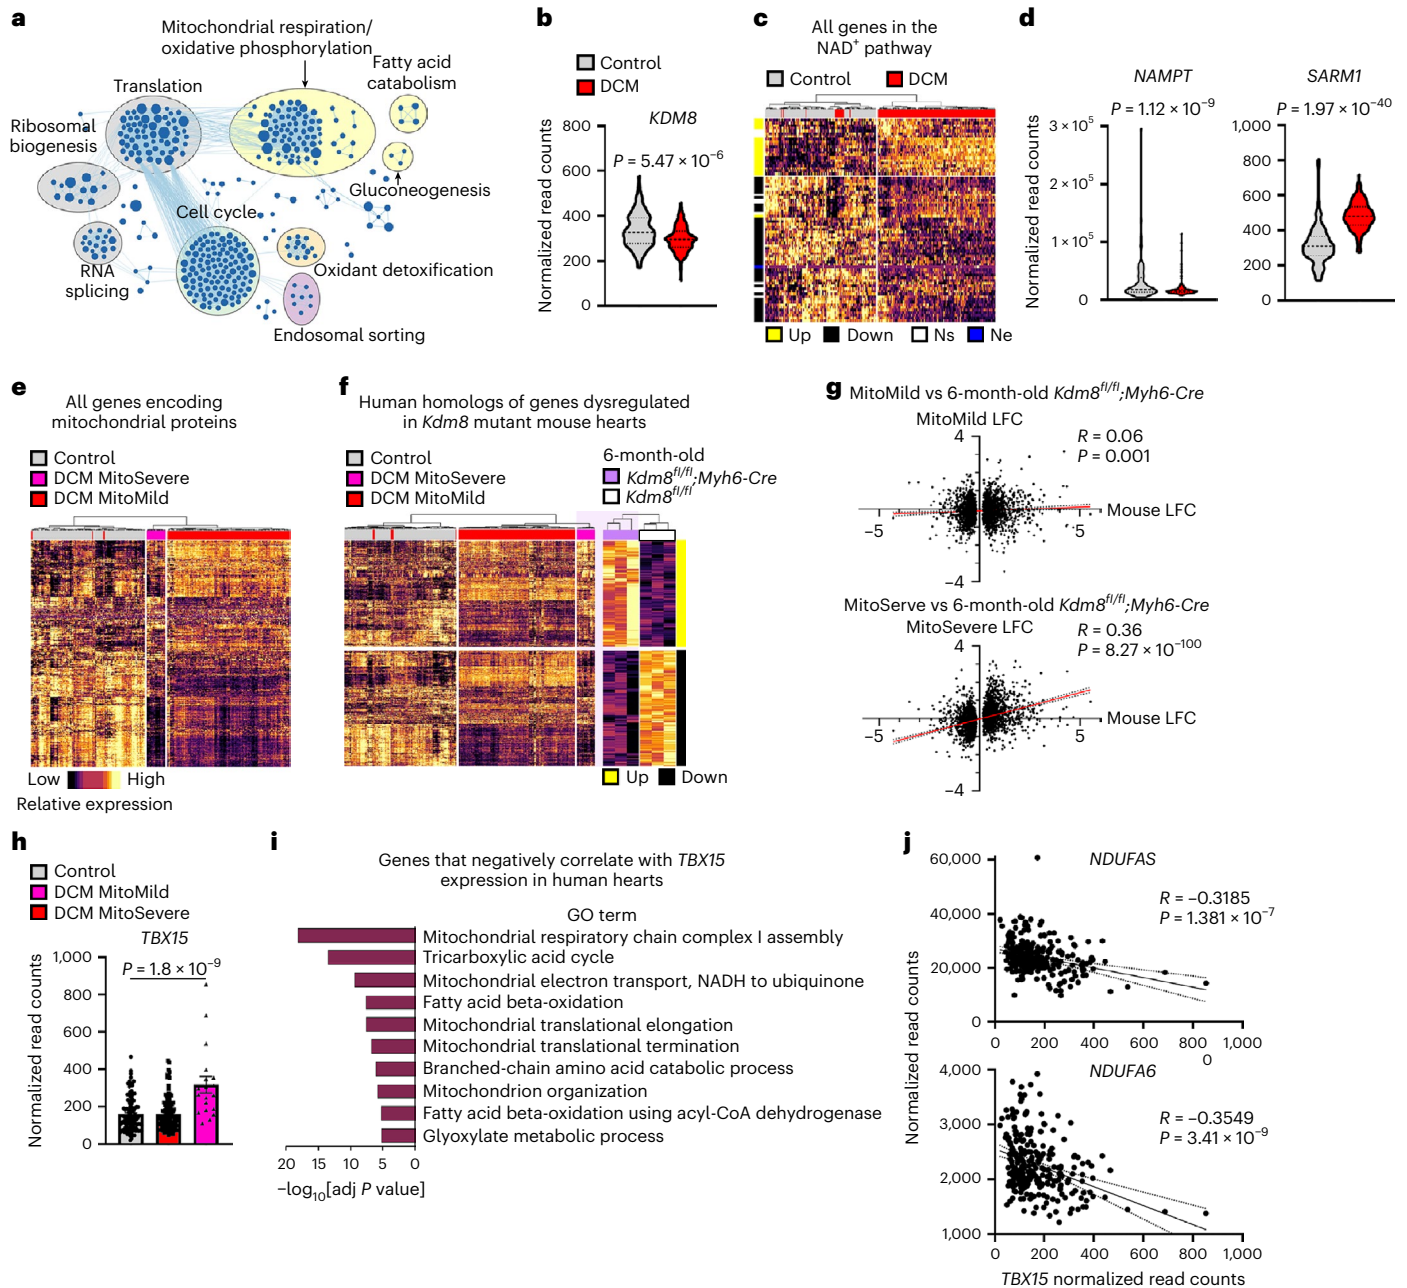 a
Mitochondrial respiration/
oxidative phosphorylation
Fatty acid
catabolism
Translation
Ribosomal
biogenesis
Gluconeogenesis
Cell cycle
RNA
splicing
Oxidant detoxification
Endosomal sorting
b
Control
DCM
KDM8
P = 5.47 × 10⁻⁶
Normalized read counts
800
600
400
200
0
c
All genes in the
NAD⁺ pathway
Control DCM
Up Down Ns Ne
d
NAMPT
P = 1.12 × 10⁻⁹
Normalized read counts
3 × 10⁵
2 × 10⁵
1 × 10⁵
0
SARM1
P = 1.97 × 10⁻⁴⁰
1,000
800
600
400
200
0
e
All genes encoding
mitochondrial proteins
Control
DCM MitoSevere
DCM MitoMild
Low High
Relative expression
f
Human homologs of genes dysregulated
in Kdm8 mutant mouse hearts
Control
DCM MitoSevere
DCM MitoMild
6-month-old
Kdm8fl/fl;Myh6-Cre
Kdm8fl/fl
Up Down
g
MitoMild vs 6-month-old Kdm8fl/fl;Myh6-Cre
MitoMild LFC
R = 0.06
P = 0.001
4
Mouse LFC
−5 5
−4
MitoServe vs 6-month-old Kdm8fl/fl;Myh6-Cre
MitoSevere LFC
R = 0.36
P = 8.27 × 10⁻¹⁰⁰
4
Mouse LFC
−5 5
−4
h
Control
DCM MitoMild
DCM MitoSevere
TBX15
P = 1.8 × 10⁻⁹
Normalized read counts
1,000
800
600
400
200
0
i
Genes that negatively correlate with TBX15
expression in human hearts
GO term
Mitochondrial respiratory chain complex I assembly
Tricarboxylic acid cycle
Mitochondrial electron transport, NADH to ubiquinone
Fatty acid beta-oxidation
Mitochondrial translational elongation
Mitochondrial translational termination
Branched-chain amino acid catabolic process
Mitochondrion organization
Fatty acid beta-oxidation using acyl-CoA dehydrogenase
Glyoxylate metabolic process
20 15 10 5 0
−log₁₀[adj P value]
j
NDUFAS
R = −0.3185
P = 1.381 × 10⁻⁷
60,000
40,000
20,000
0
0 200 400 600 800 1,000
0
NDUFA6
R = −0.3549
P = 3.41 × 10⁻⁹
4,000
3,000
2,000
1,000
0 200 400 600 800 1,000
TBX15 normalized read counts